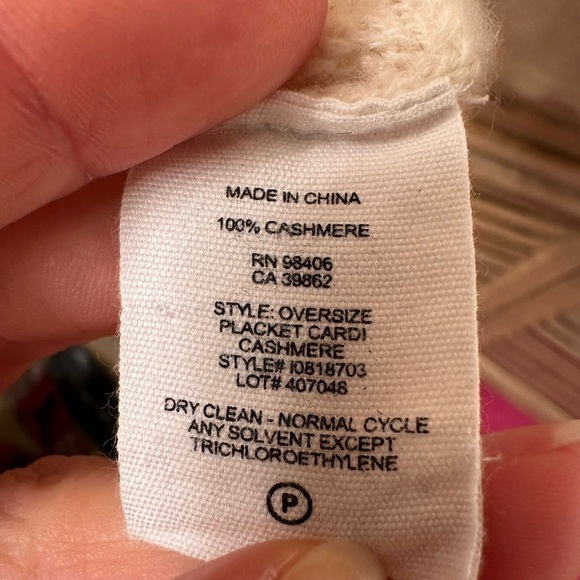 MADE IN CHINA
100% CASHMERE
RN 98406
CA 39862
STYLE: OVERSIZE
PLACKET CARDI
CASHMERE
STYLE# I0818703
LOT# 407048
DRY CLEAN - NORMAL CYCLE
ANY SOLVENT EXCEPT
TRICHLOROETHYLENE
P